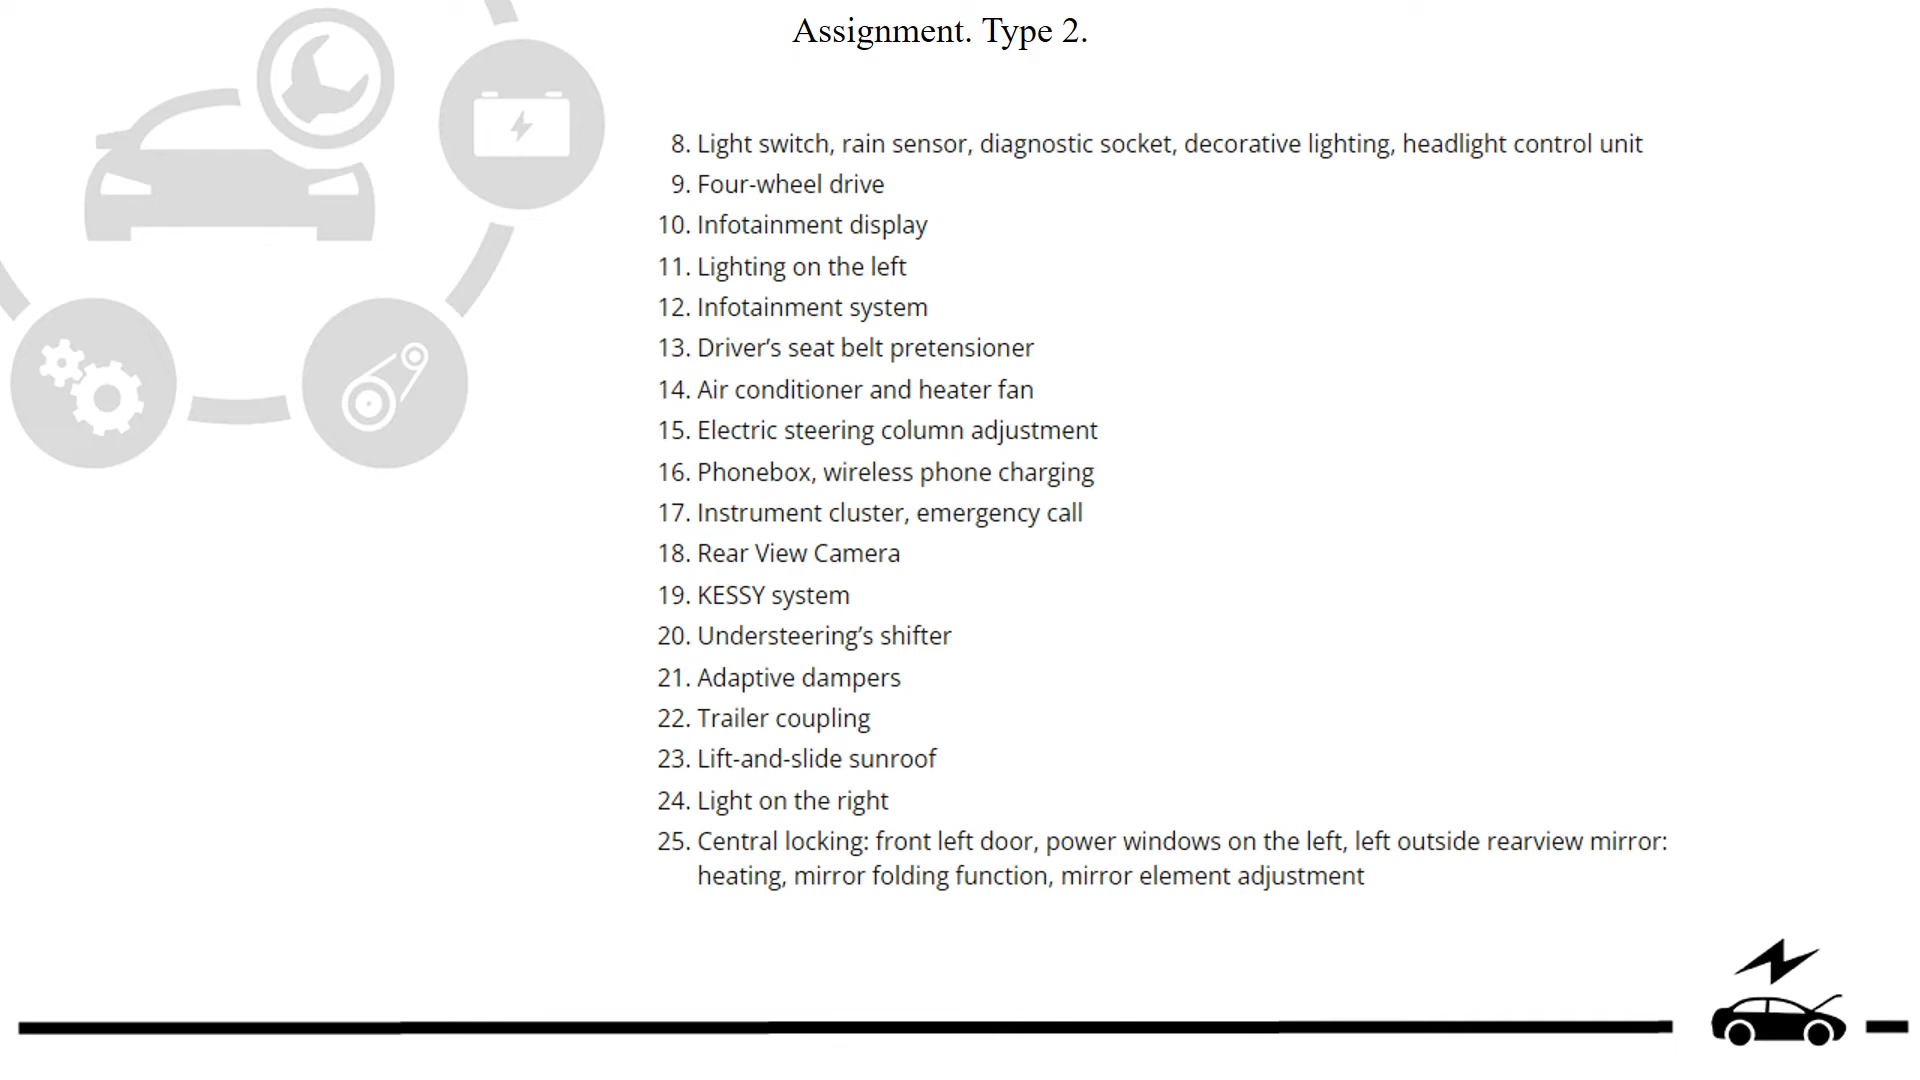 Assignment. Type 2.
8. Light switch, rain sensor, diagnostic socket, decorative lighting, headlight control unit
9. Four-wheel drive
10. Infotainment display
11. Lighting on the left
12. Infotainment system
13. Driver’s seat belt pretensioner
14. Air conditioner and heater fan
15. Electric steering column adjustment
16. Phonebox, wireless phone charging
17. Instrument cluster, emergency call
18. Rear View Camera
19. KESSY system
20. Understeering’s shifter
21. Adaptive dampers
22. Trailer coupling
23. Lift-and-slide sunroof
24. Light on the right
25. Central locking: front left door, power windows on the left, left outside rearview mirror:
heating, mirror folding function, mirror element adjustment